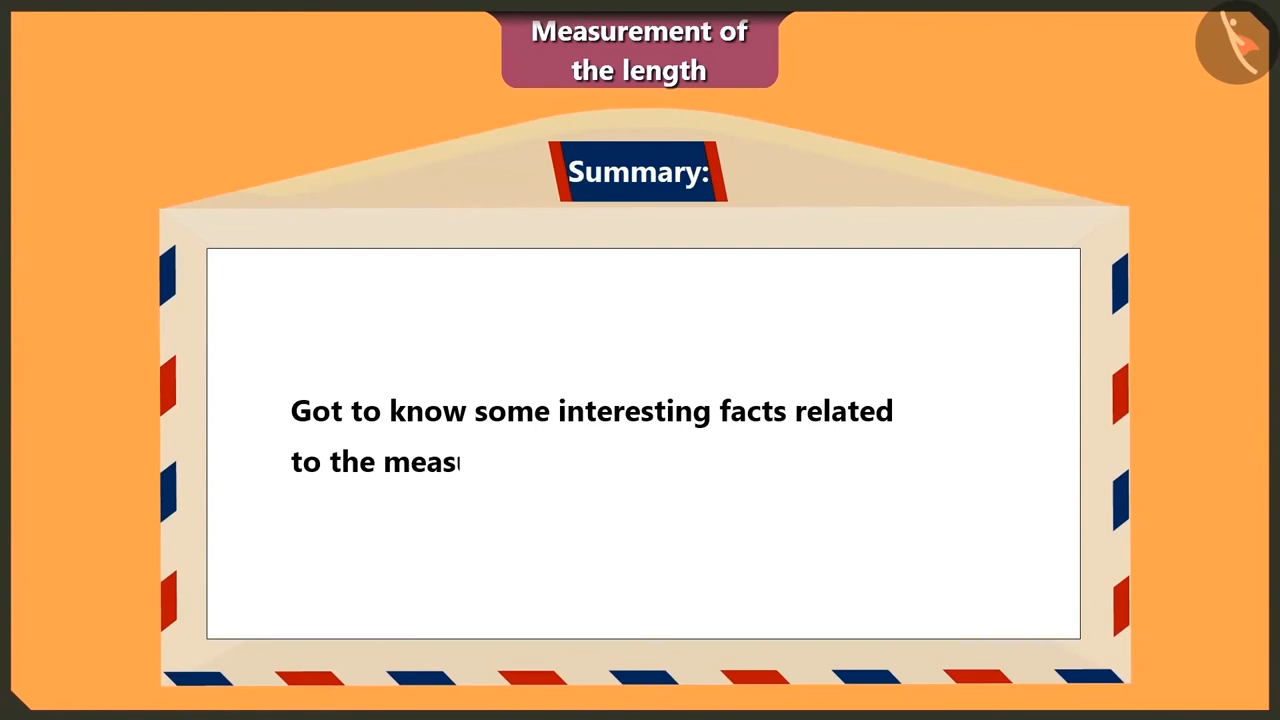 Measurement of
the length
Summary:
Got to know some interesting facts related
to the